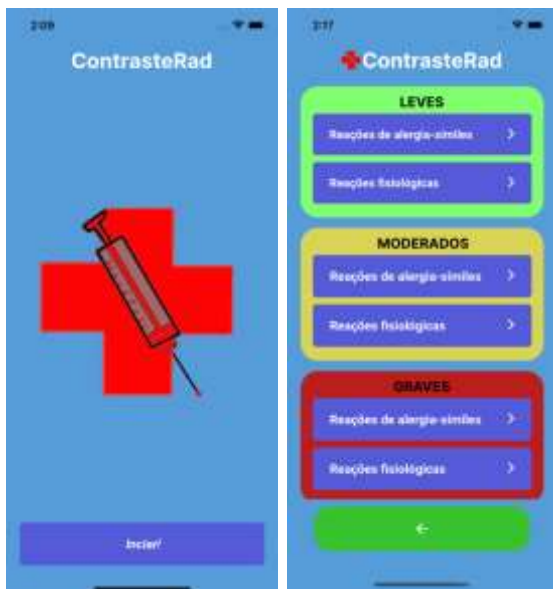 2:09
ContrasteRad
Inciar!
2:17
ContrasteRad
LEVES
Reações de alergia-símiles
Reações fisiológicas
MODERADOS
Reações de alergia-símiles
Reações fisiológicas
GRAVES
Reações de alergia-símiles
Reações fisiológicas